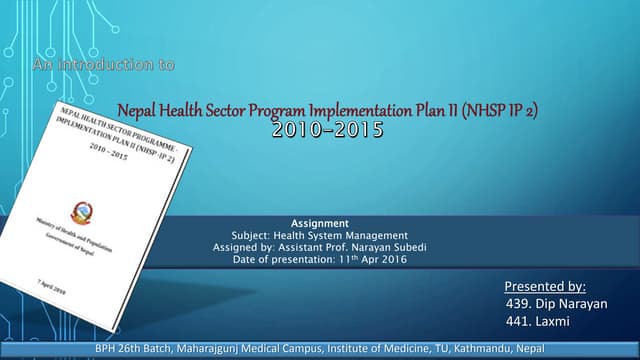 An introduction to
Nepal Health Sector Program Implementation Plan II (NHSP IP 2)
2010-2015
NEPAL HEALTH SECTOR PROGRAMME -
IMPLEMENTATION PLAN II (NHSP -IP 2)
2010 – 2015
Ministry of Health and Population
Government of Nepal
7 April 2010
Assignment
Subject: Health System Management
Assigned by: Assistant Prof. Narayan Subedi
Date of presentation: 11th Apr 2016
Presented by:
439. Dip Narayan
441. Laxmi
BPH 26th Batch, Maharajgunj Medical Campus, Institute of Medicine, TU, Kathmandu, Nepal